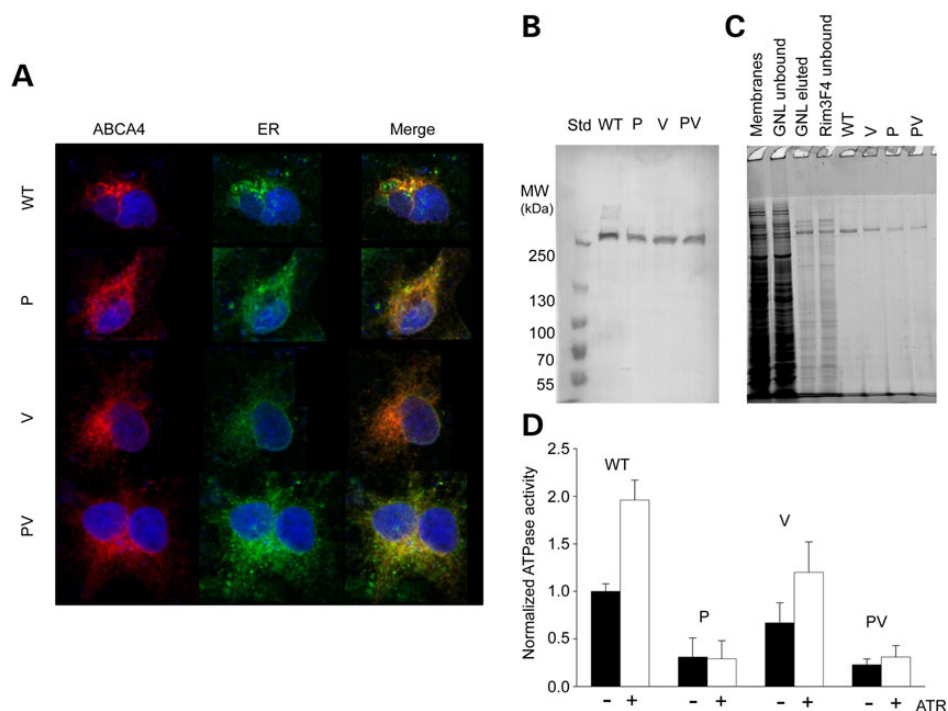 A
ABCA4 ER Merge
WT
P
V
PV
B
Std WT P V PV
MW
(kDa)
250
130
100
70
55
C
Membranes
GNL unbound
GNL eluted
Rim3F4 unbound
WT
V
P
PV
D
Normalized ATPase activity
2.5
2.0
1.5
1.0
0.5
0.0
WT
P
V
PV
- + - + - + - + ATR